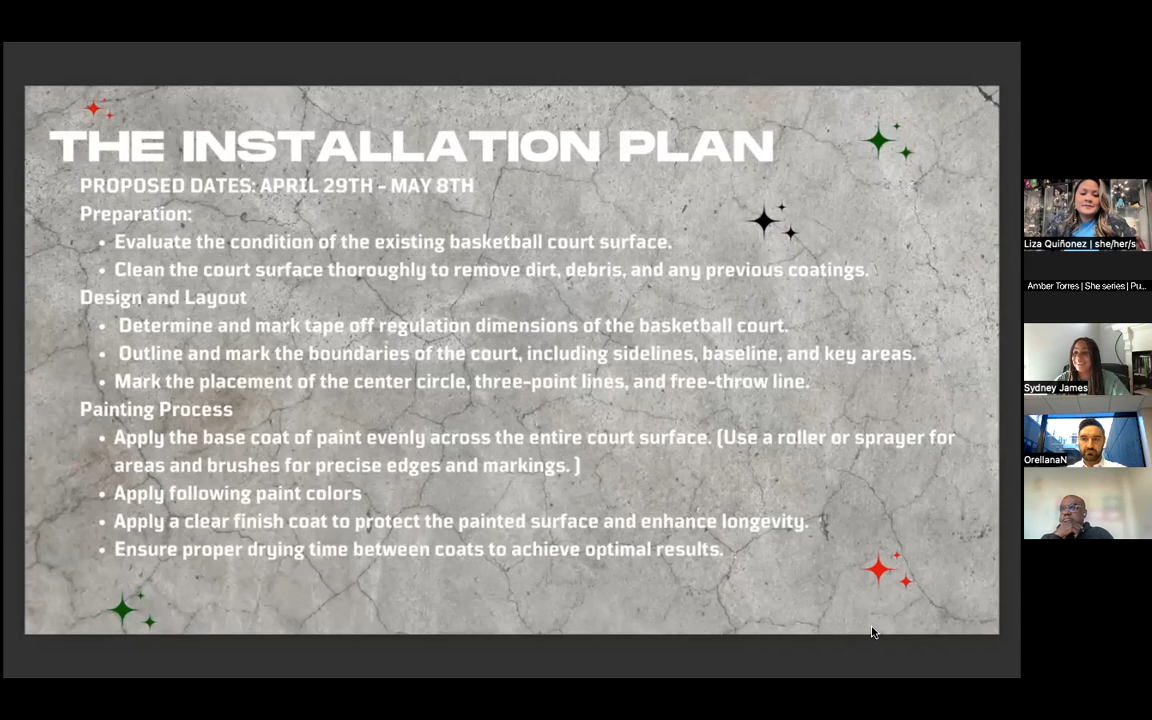 THE INSTALLATION PLAN
PROPOSED DATES: APRIL 29TH - MAY 8TH
Preparation:
• Evaluate the condition of the existing basketball court surface.
• Clean the court surface thoroughly to remove dirt, debris, and any previous coatings.
Design and Layout
• Determine and mark tape off regulation dimensions of the basketball court.
• Outline and mark the boundaries of the court, including sidelines, baseline, and key areas.
• Mark the placement of the center circle, three-point lines, and free-throw line.
Painting Process
• Apply the base coat of paint evenly across the entire court surface. (Use a roller or sprayer for
areas and brushes for precise edges and markings. )
• Apply following paint colors
• Apply a clear finish coat to protect the painted surface and enhance longevity.
• Ensure proper drying time between coats to achieve optimal results.
Liza Quiñonez | she/her/s
Amber Torres | She series | Pu...
Sydney James
OrellanaN